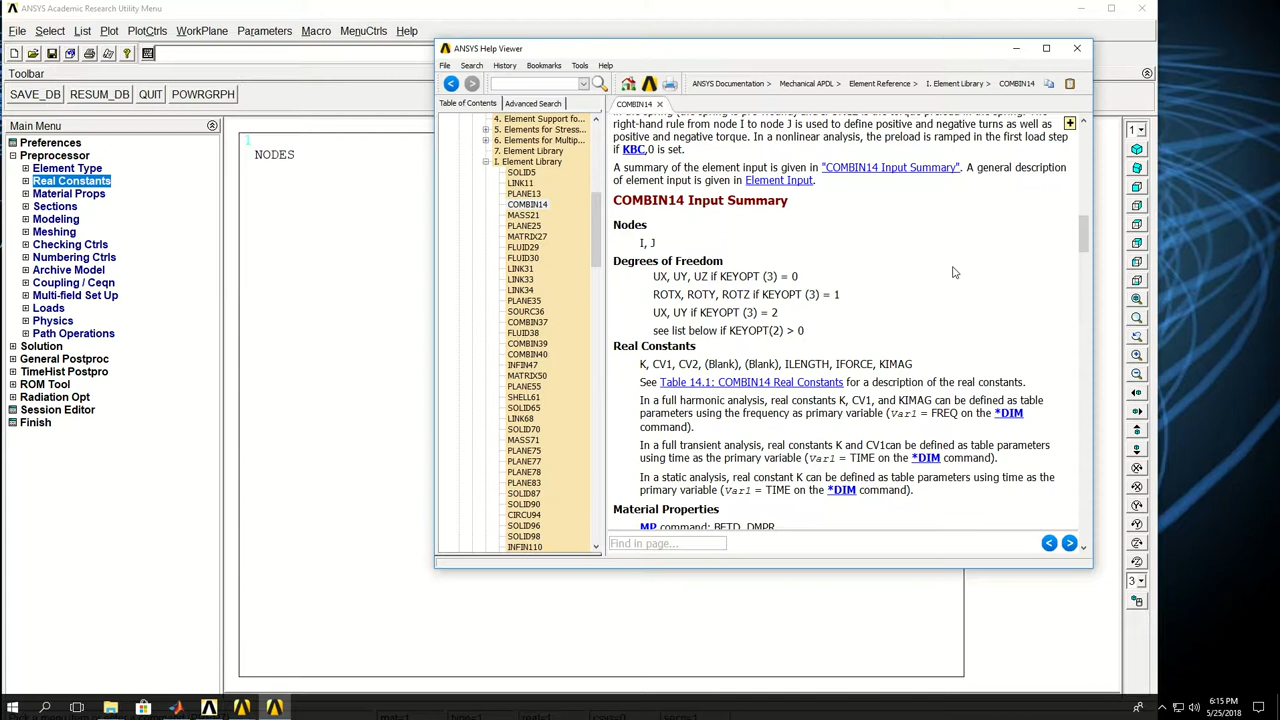 ANSYS Academic Research Utility Menu
File Select List Plot PlotCtrls WorkPlane Parameters Macro MenuCtrls Help
Toolbar
SAVE_DB RESUM_DB QUIT POWRGRPH
Main Menu
Preferences
Preprocessor
Element Type
Real Constants
Material Props
Sections
Modeling
Meshing
Checking Ctrls
Numbering Ctrls
Archive Model
Coupling / Ceqn
Multi-field Set Up
Loads
Physics
Path Operations
Solution
General Postproc
TimeHist Postpro
ROM Tool
Radiation Opt
Session Editor
Finish
1
NODES
ANSYS Help Viewer
File Search History Bookmarks Tools Help
ANSYS Documentation > Mechanical APDL > Element Reference > I. Element Library > COMBIN14
Table of Contents Advanced Search
4. Element Support fo...
5. Elements for Stress...
6. Elements for Multip...
7. Element Library
I. Element Library
SOLID5
LINK11
PLANE13
COMBIN14
MASS21
PLANE25
MATRIX27
FLUID29
FLUID30
LINK31
LINK33
LINK34
PLANE35
SOURC36
COMBIN37
FLUID38
COMBIN39
COMBIN40
INFIN47
MATRIX50
PLANE55
SHELL61
SOLID65
LINK68
SOLID70
MASS71
PLANE75
PLANE77
PLANE78
PLANE83
SOLID87
SOLID90
CIRCU94
SOLID96
SOLID98
INFIN110
COMBIN14
right-hand rule from node I to node J is used to define positive and negative turns as well as
positive and negative torque. In a nonlinear analysis, the preload is ramped in the first load step
if KBC,0 is set.
A summary of the element input is given in "COMBIN14 Input Summary". A general description
of element input is given in Element Input.
COMBIN14 Input Summary
Nodes
I, J
Degrees of Freedom
UX, UY, UZ if KEYOPT (3) = 0
ROTX, ROTY, ROTZ if KEYOPT (3) = 1
UX, UY if KEYOPT (3) = 2
see list below if KEYOPT(2) > 0
Real Constants
K, CV1, CV2, (Blank), (Blank), ILENGTH, IFORCE, KIMAG
See Table 14.1: COMBIN14 Real Constants for a description of the real constants.
In a full harmonic analysis, real constants K, CV1, and KIMAG can be defined as table
parameters using the frequency as primary variable (Var1 = FREQ on the *DIM
command).
In a full transient analysis, real constants K and CV1can be defined as table parameters
using time as the primary variable (Var1 = TIME on the *DIM command).
In a static analysis, real constant K can be defined as table parameters using time as the
primary variable (Var1 = TIME on the *DIM command).
Material Properties
MP command: BETD, DMPR
Find in page...
1
3
6:15 PM
5/25/2018